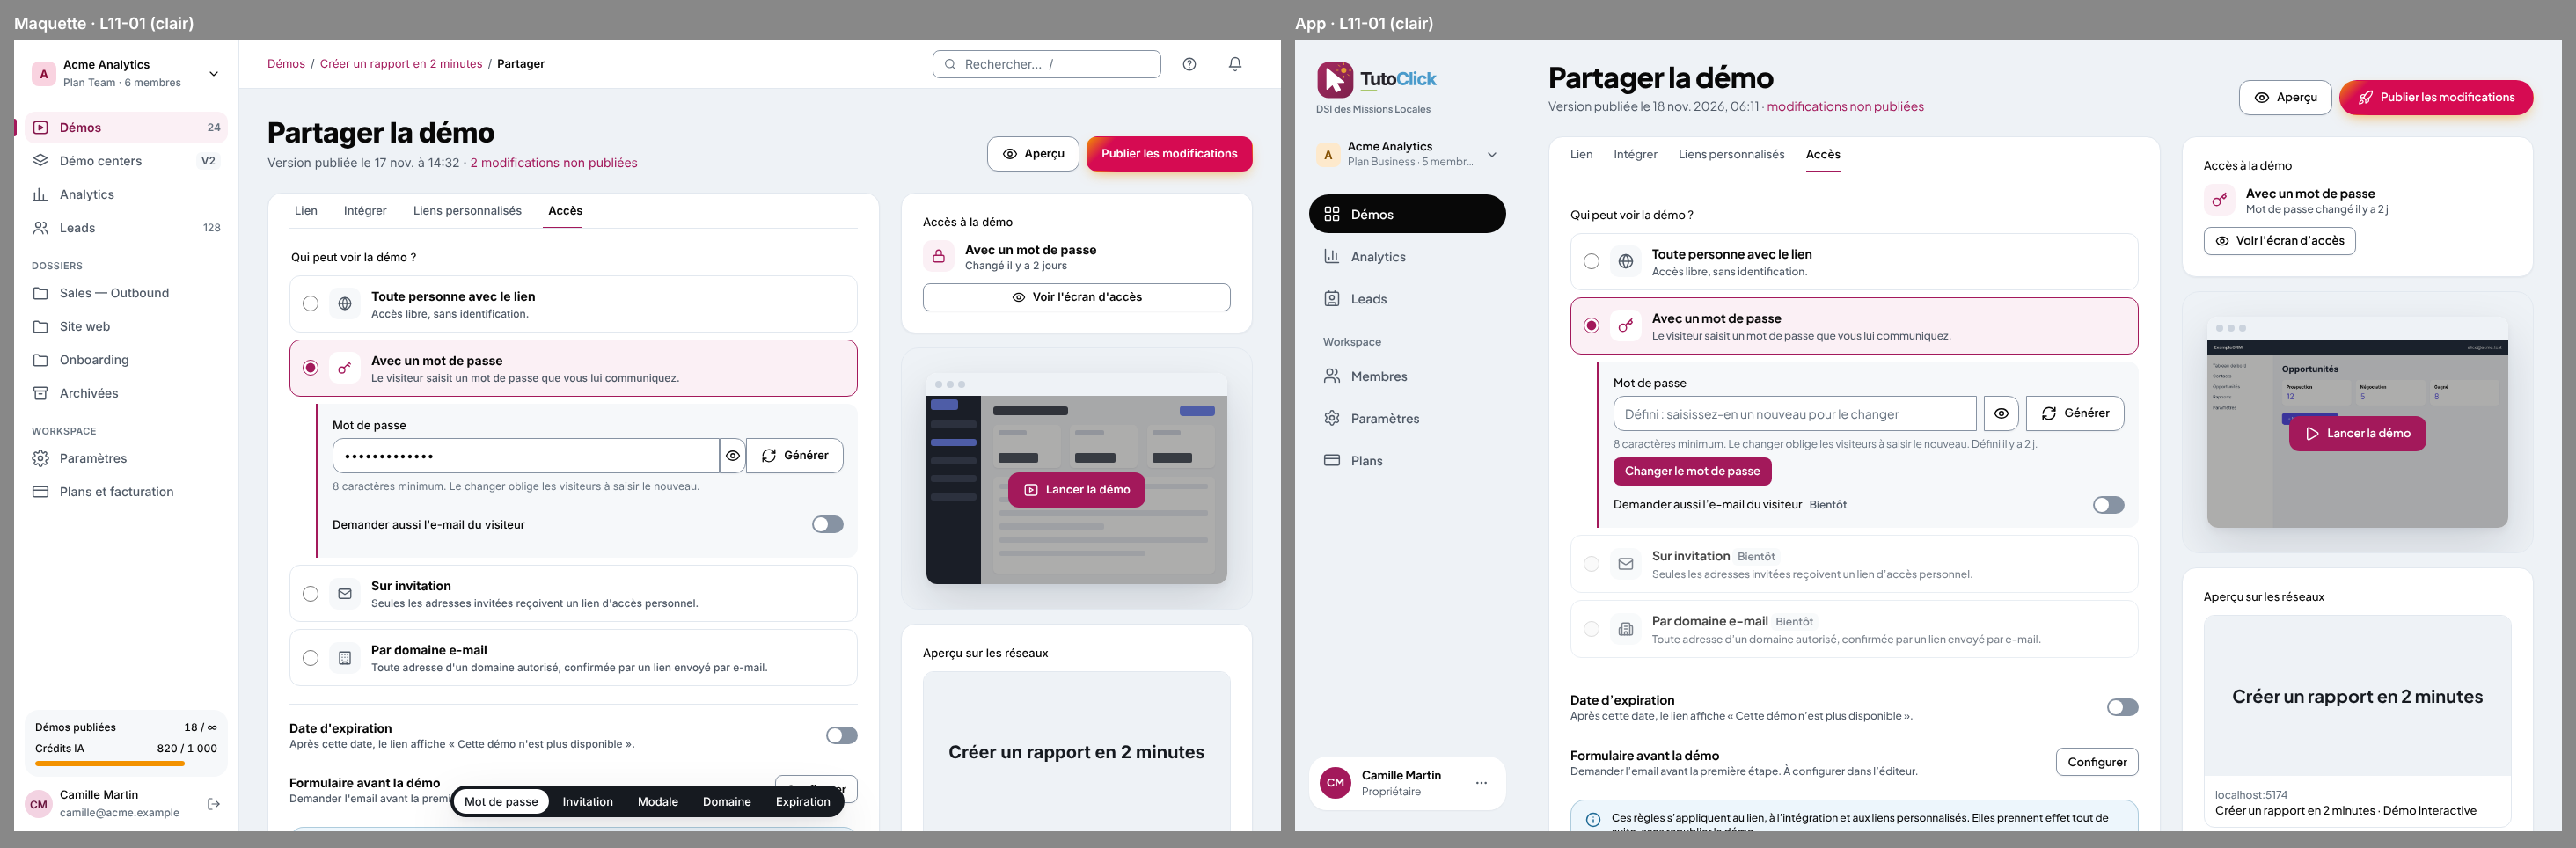 Maquette · L11-01 (clair)
A
Acme Analytics
Plan Team · 6 membres
Démos 24
Démo centers V2
Analytics
Leads 128
DOSSIERS
Sales — Outbound
Site web
Onboarding
Archivées
WORKSPACE
Paramètres
Plans et facturation
Démos publiées 18 / ∞
Crédits IA 820 / 1 000
CM
Camille Martin
camille@acme.example
Démos / Créer un rapport en 2 minutes / Partager
Rechercher... /
Partager la démo
Version publiée le 17 nov. à 14:32 · 2 modifications non publiées
Aperçu
Publier les modifications
Lien Intégrer Liens personnalisés Accès
Qui peut voir la démo ?
Toute personne avec le lien
Accès libre, sans identification.
Avec un mot de passe
Le visiteur saisit un mot de passe que vous lui communiquez.
Mot de passe
•••••••••••••
Générer
8 caractères minimum. Le changer oblige les visiteurs à saisir le nouveau.
Demander aussi l'e-mail du visiteur
Sur invitation
Seules les adresses invitées reçoivent un lien d'accès personnel.
Par domaine e-mail
Toute adresse d'un domaine autorisé, confirmée par un lien envoyé par e-mail.
Date d'expiration
Après cette date, le lien affiche « Cette démo n'est plus disponible ».
Formulaire avant la démo
Demander l'email avant la premi
Mot de passe Invitation Modale Domaine Expiration
Accès à la démo
Avec un mot de passe
Changé il y a 2 jours
Voir l'écran d'accès
Lancer la démo
Aperçu sur les réseaux
Créer un rapport en 2 minutes
App · L11-01 (clair)
TutoClick
DSI des Missions Locales
A
Acme Analytics
Plan Business · 5 membr...
Démos
Analytics
Leads
Workspace
Membres
Paramètres
Plans
CM
Camille Martin
Propriétaire
Partager la démo
Version publiée le 18 nov. 2026, 06:11 · modifications non publiées
Aperçu
Publier les modifications
Lien Intégrer Liens personnalisés Accès
Qui peut voir la démo ?
Toute personne avec le lien
Accès libre, sans identification.
Avec un mot de passe
Le visiteur saisit un mot de passe que vous lui communiquez.
Mot de passe
Défini : saisissez-en un nouveau pour le changer
Générer
8 caractères minimum. Le changer oblige les visiteurs à saisir le nouveau. Défini il y a 2 j.
Changer le mot de passe
Demander aussi l'e-mail du visiteur Bientôt
Sur invitation Bientôt
Seules les adresses invitées reçoivent un lien d'accès personnel.
Par domaine e-mail Bientôt
Toute adresse d'un domaine autorisé, confirmée par un lien envoyé par e-mail.
Date d'expiration
Après cette date, le lien affiche « Cette démo n'est plus disponible ».
Formulaire avant la démo
Demander l'email avant la première étape. À configurer dans l'éditeur.
Configurer
Ces règles s'appliquent au lien, à l'intégration et aux liens personnalisés. Elles prennent effet tout de
Accès à la démo
Avec un mot de passe
Mot de passe changé il y a 2 j
Voir l'écran d'accès
Tableau de bord
Contacts
Opportunités
Rapports
Paramètres
Opportunités
Prospection Négociation Gagné
12 5 8
Lancer la démo
Aperçu sur les réseaux
Créer un rapport en 2 minutes
localhost:5174
Créer un rapport en 2 minutes · Démo interactive